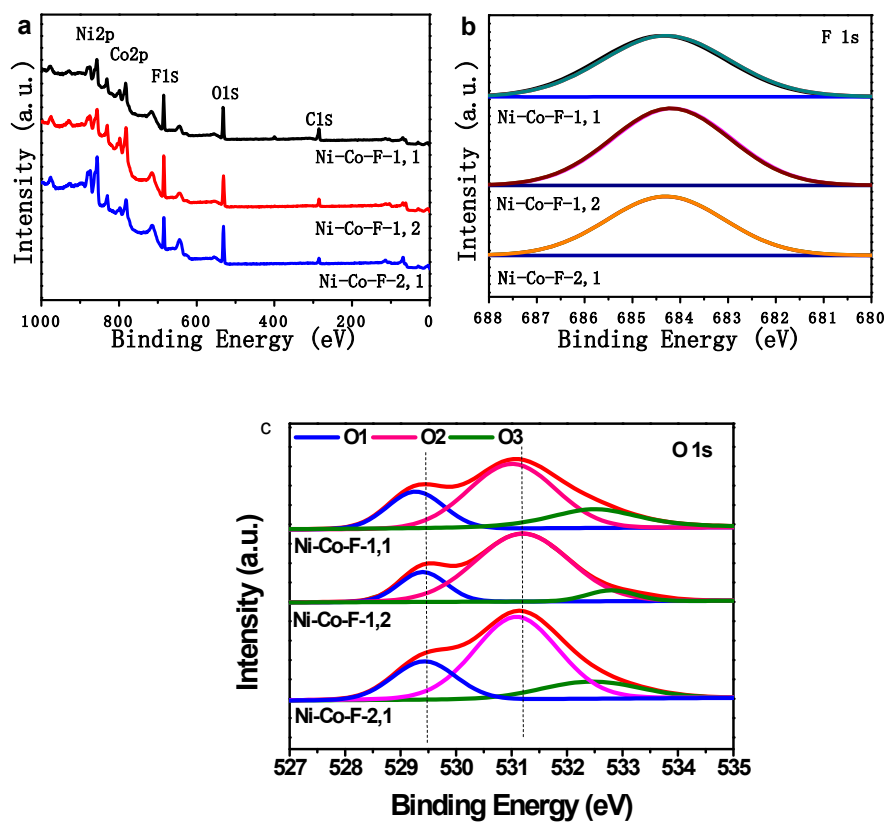 a
Ni2p
Co2p
F1s
O1s
C1s
Ni-Co-F-1,1
Ni-Co-F-1,2
Ni-Co-F-2,1
1000 800 600 400 200 0
Binding Energy (eV)
Intensity (a.u.)
b
F 1s
Ni-Co-F-1,1
Ni-Co-F-1,2
Ni-Co-F-2,1
688 687 686 685 684 683 682 681 680
Binding Energy (eV)
Intensity (a.u.)
c
O1 O2 O3
O 1s
Ni-Co-F-1,1
Ni-Co-F-1,2
Ni-Co-F-2,1
527 528 529 530 531 532 533 534 535
Binding Energy (eV)
Intensity (a.u.)